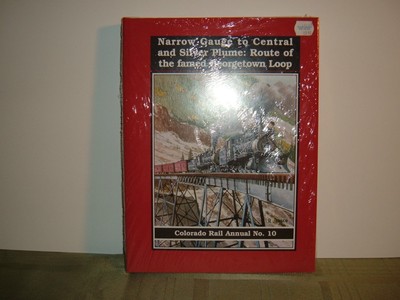 Narrow Gauge to Central
and Silver Plume: Route of
the famed Georgetown Loop
Colorado Rail Annual No. 10